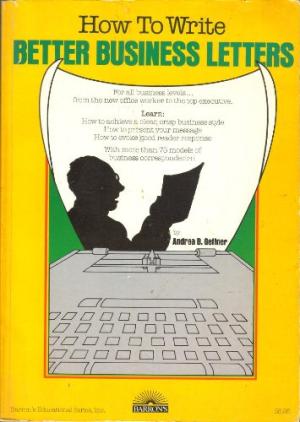 How To Write
BETTER BUSINESS LETTERS
For all business levels...
from the new office worker to the top executive.
Learn:
How to achieve a clear, crisp business style
How to present your message
How to evoke good reader response
With more than 75 models of
business correspondence
by
Andrea B. Geffner
Barron's Educational Series, Inc.
BARRON'S